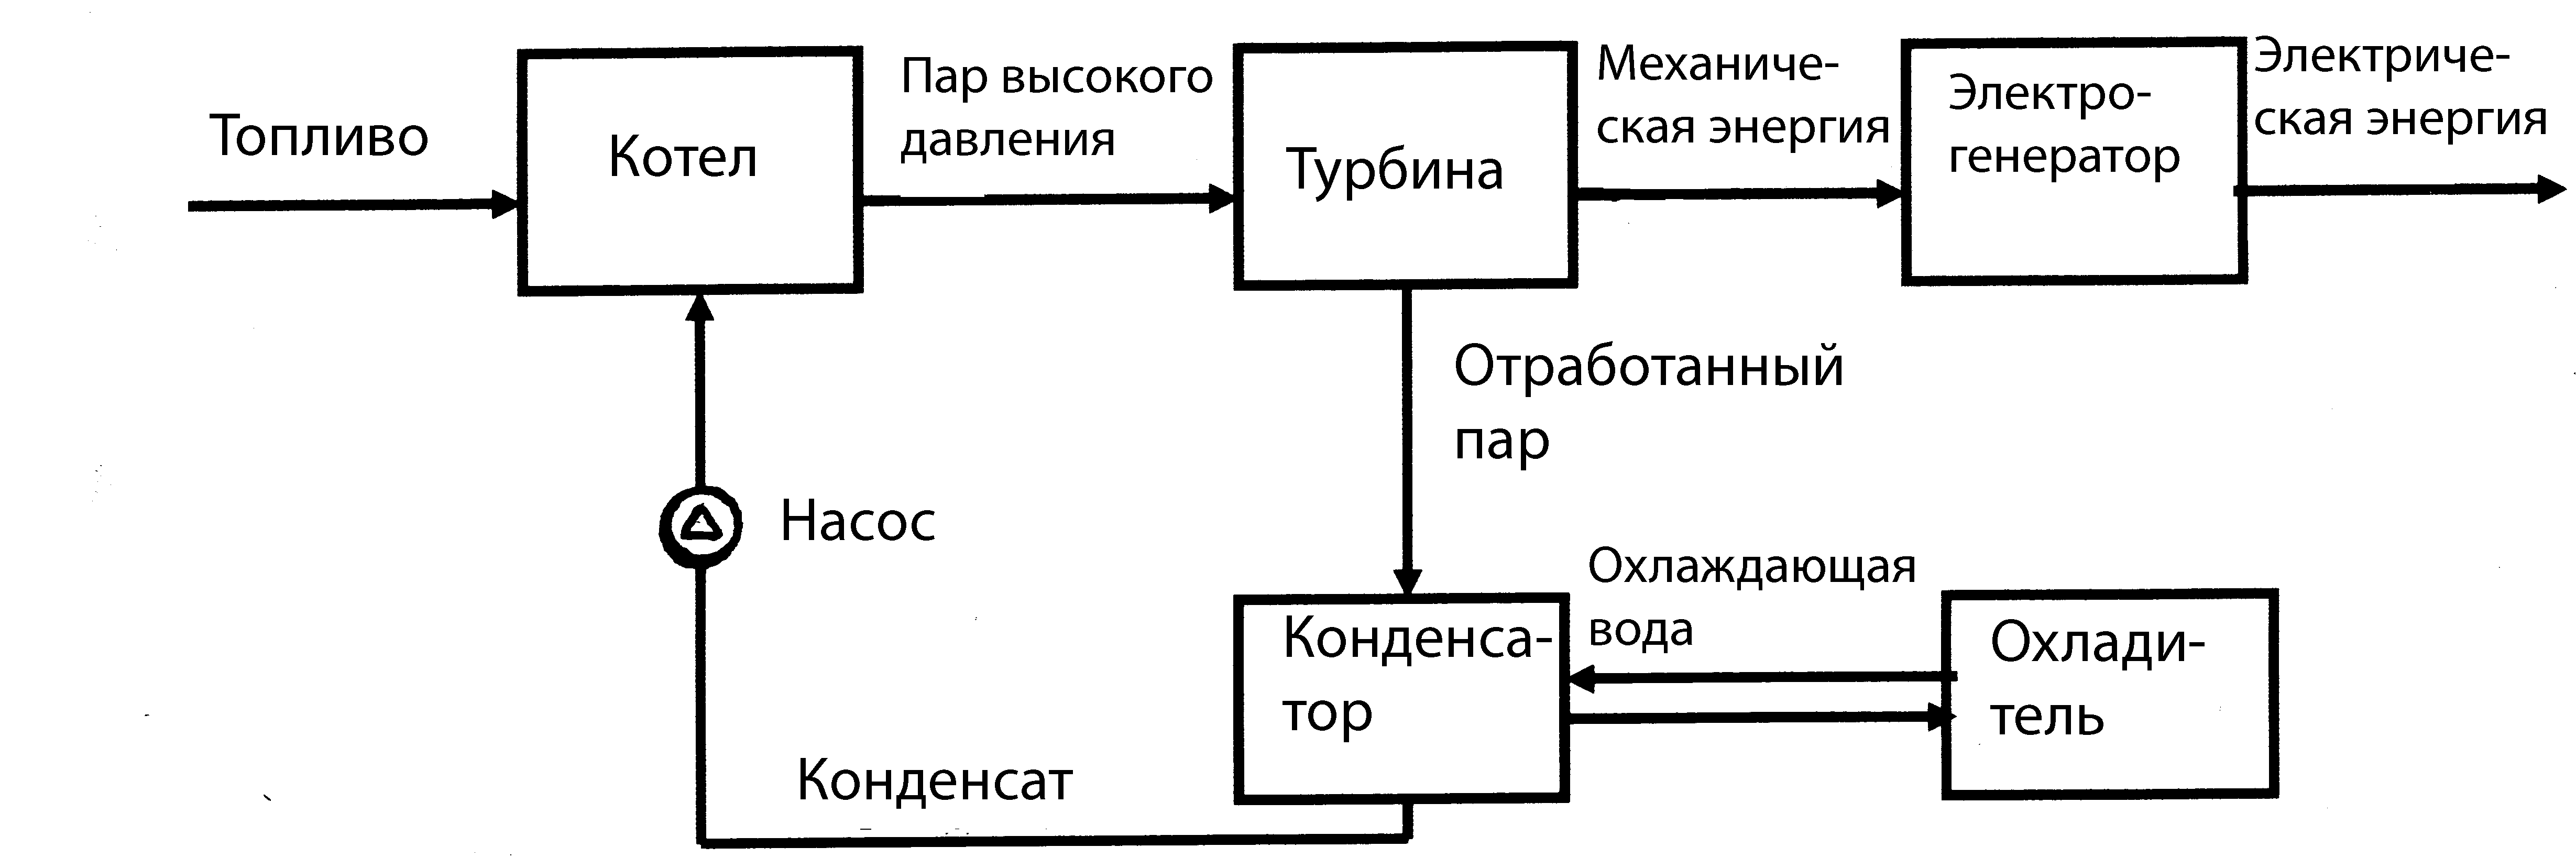 Топливо
Котел
Пар высокого
давления
Турбина
Механиче-
ская энергия
Электро-
генератор
Электриче-
ская энергия
Отработанный
пар
Насос
Охлаждающая
вода
Конденса-
тор
Охлади-
тель
Конденсат